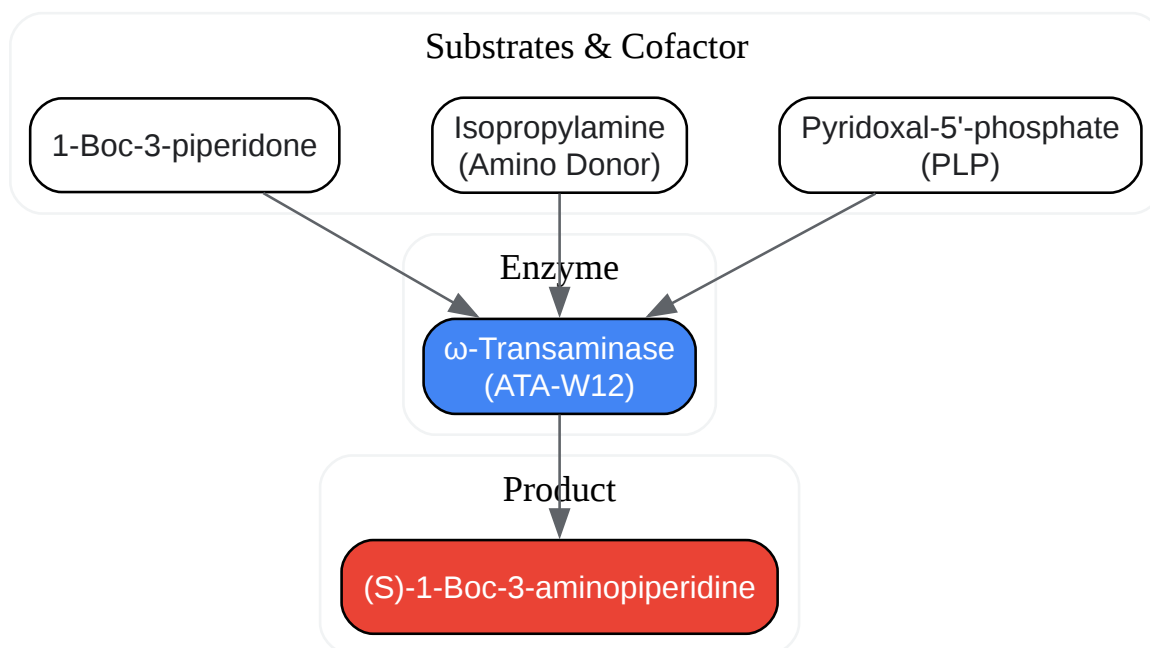 Substrates & Cofactor
1-Boc-3-piperidone
Isopropylamine
(Amino Donor)
Pyridoxal-5'-phosphate
(PLP)
Enzyme
ω-Transaminase
(ATA-W12)
Product
(S)-1-Boc-3-aminopiperidine